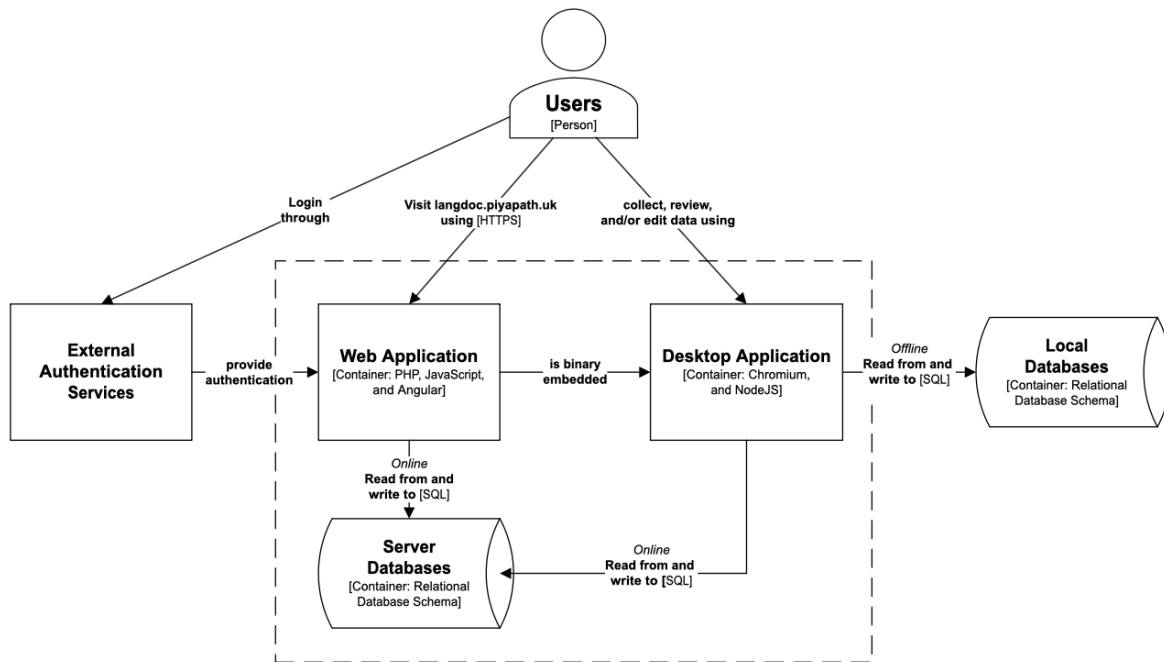 Users
[Person]
Login
through
Visit langdoc.piyapath.uk
using [HTTPS]
collect, review,
and/or edit data using
External
Authentication
Services
provide
authentication
Web Application
[Container: PHP, JavaScript,
and Angular]
is binary
embedded
Desktop Application
[Container: Chromium,
and NodeJS]
Offline
Read from and
write to [SQL]
Local
Databases
[Container: Relational
Database Schema]
Online
Read from and
write to [SQL]
Server
Databases
[Container: Relational
Database Schema]
Online
Read from and
write to [SQL]